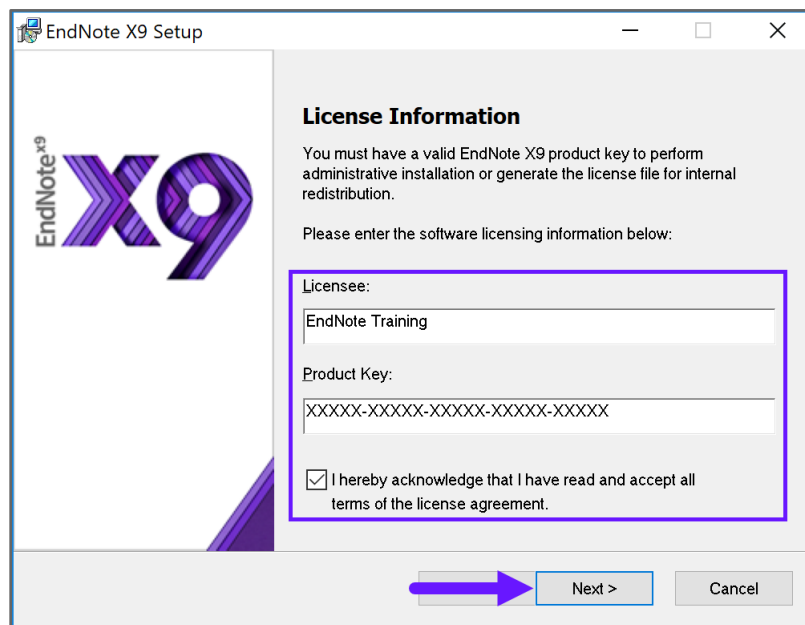 EndNote X9 Setup
EndNote x9
X9
License Information
You must have a valid EndNote X9 product key to perform
administrative installation or generate the license file for internal
redistribution.
Please enter the software licensing information below:
Licensee:
EndNote Training
Product Key:
XXXXX-XXXXX-XXXXX-XXXXX-XXXXX
I hereby acknowledge that I have read and accept all
terms of the license agreement.
Next >
Cancel